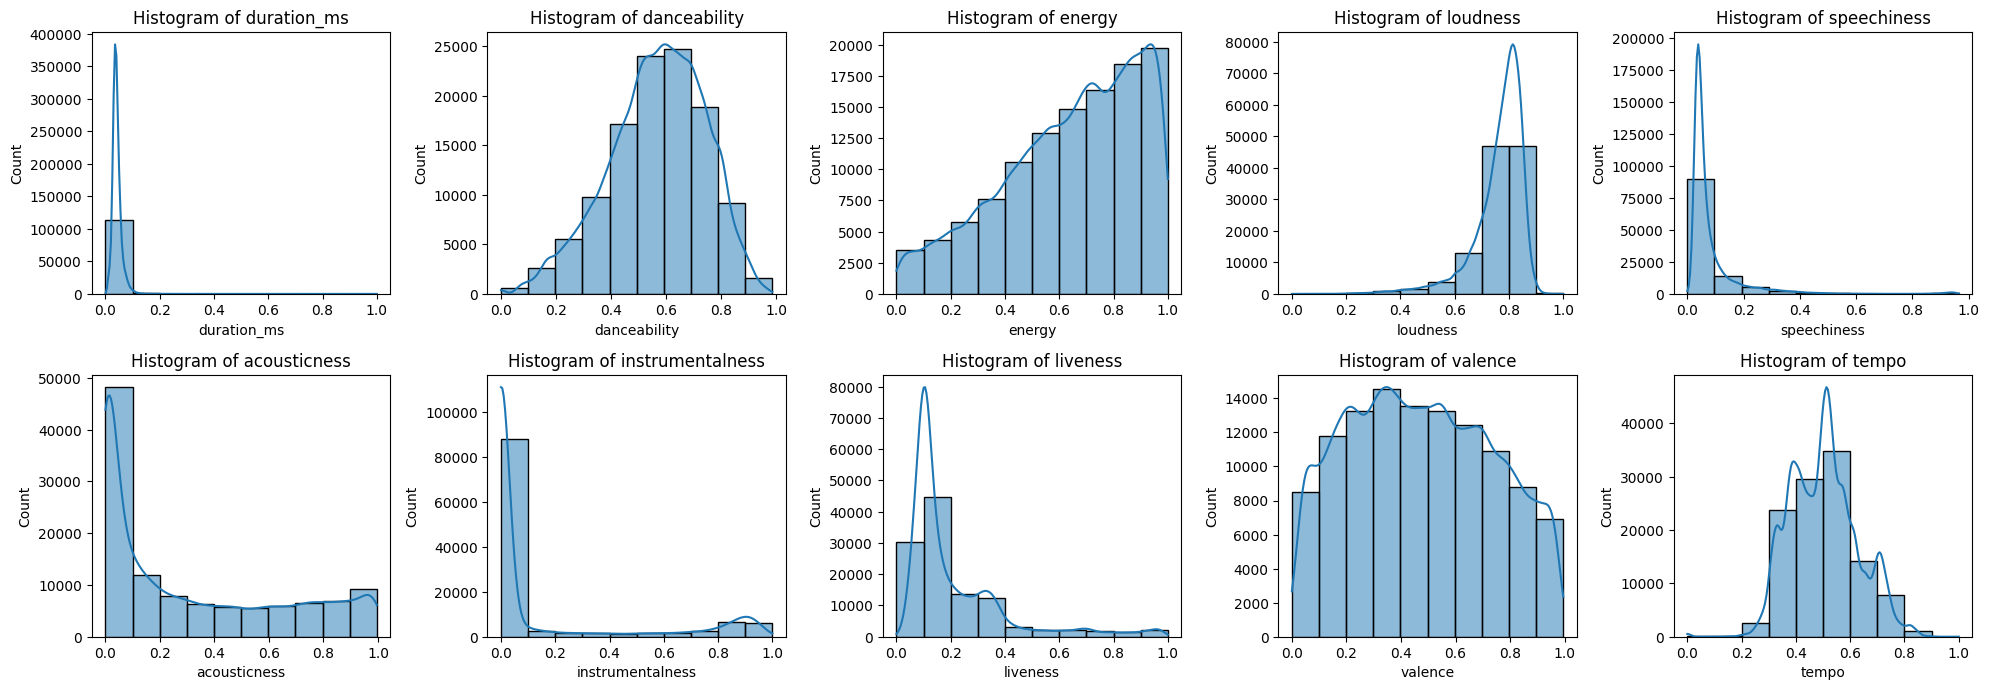 Histogram of duration_ms
400000
350000
300000
250000
200000
150000
100000
50000
0
Count
0.0 0.2 0.4 0.6 0.8 1.0
duration_ms
Histogram of danceability
25000
20000
15000
10000
5000
0
Count
0.0 0.2 0.4 0.6 0.8 1.0
danceability
Histogram of energy
20000
17500
15000
12500
10000
7500
5000
2500
0
Count
0.0 0.2 0.4 0.6 0.8 1.0
energy
Histogram of loudness
80000
70000
60000
50000
40000
30000
20000
10000
0
Count
0.0 0.2 0.4 0.6 0.8 1.0
loudness
Histogram of speechiness
200000
175000
150000
125000
100000
75000
50000
25000
0
Count
0.0 0.2 0.4 0.6 0.8 1.0
speechiness
Histogram of acousticness
50000
40000
30000
20000
10000
0
Count
0.0 0.2 0.4 0.6 0.8 1.0
acousticness
Histogram of instrumentalness
100000
80000
60000
40000
20000
0
Count
0.0 0.2 0.4 0.6 0.8 1.0
instrumentalness
Histogram of liveness
80000
70000
60000
50000
40000
30000
20000
10000
0
Count
0.0 0.2 0.4 0.6 0.8 1.0
liveness
Histogram of valence
14000
12000
10000
8000
6000
4000
2000
0
Count
0.0 0.2 0.4 0.6 0.8 1.0
valence
Histogram of tempo
40000
30000
20000
10000
0
Count
0.0 0.2 0.4 0.6 0.8 1.0
tempo